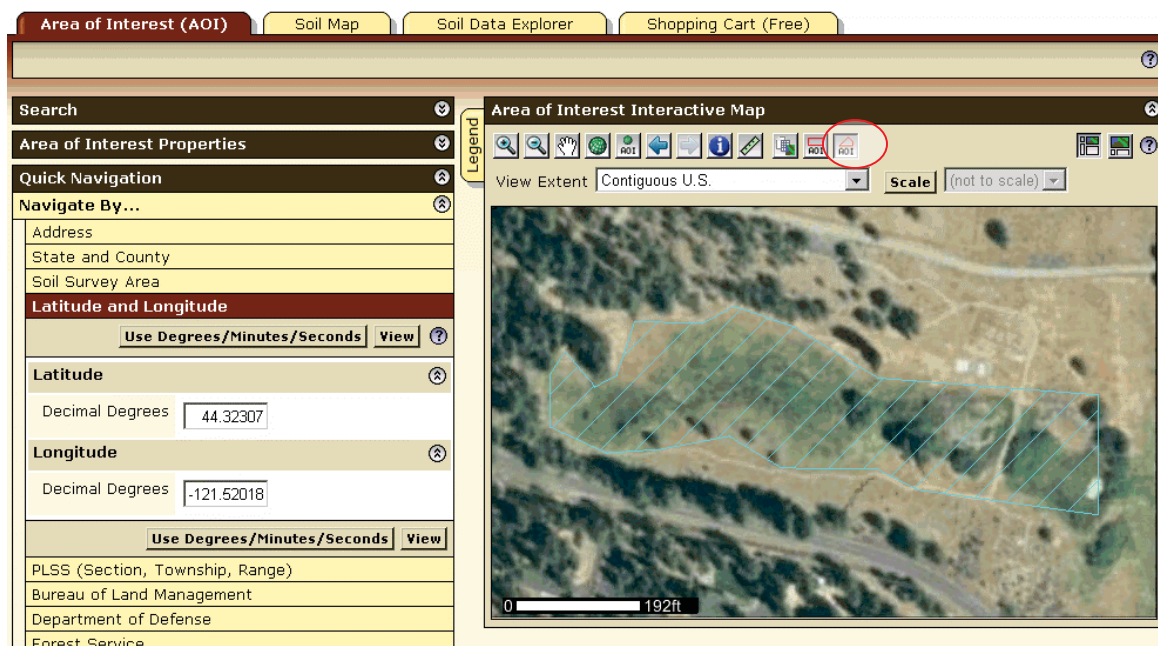 Area of Interest (AOI) Soil Map Soil Data Explorer Shopping Cart (Free)
Search
Area of Interest Properties
Quick Navigation
Navigate By...
Address
State and County
Soil Survey Area
Latitude and Longitude
Use Degrees/Minutes/Seconds View
Latitude
Decimal Degrees 44.32307
Longitude
Decimal Degrees -121.52018
Use Degrees/Minutes/Seconds View
PLSS (Section, Township, Range)
Bureau of Land Management
Department of Defense
Forest Service
Legend
Area of Interest Interactive Map
AOI AOI AOI
View Extent Contiguous U.S. Scale (not to scale)
0 192ft